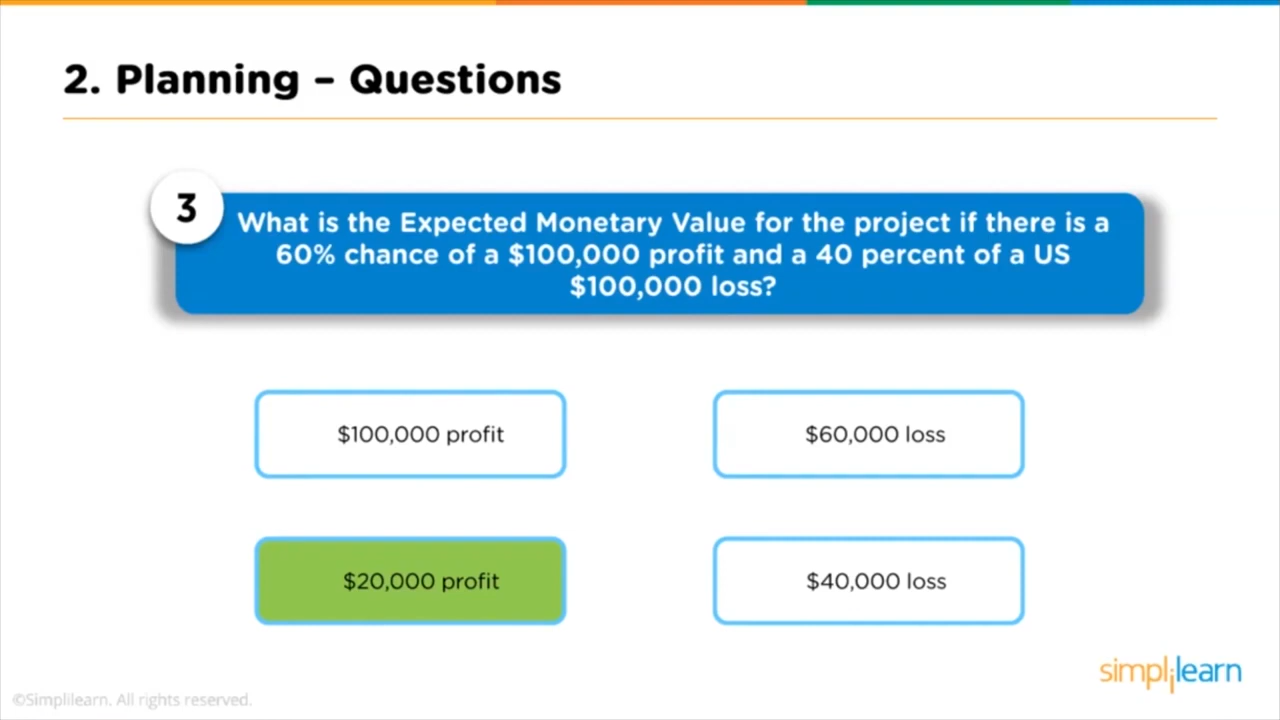 2. Planning – Questions
3
What is the Expected Monetary Value for the project if there is a
60% chance of a $100,000 profit and a 40 percent of a US
$100,000 loss?
$100,000 profit
$60,000 loss
$20,000 profit
$40,000 loss
simplilearn
©Simplilearn. All rights reserved.